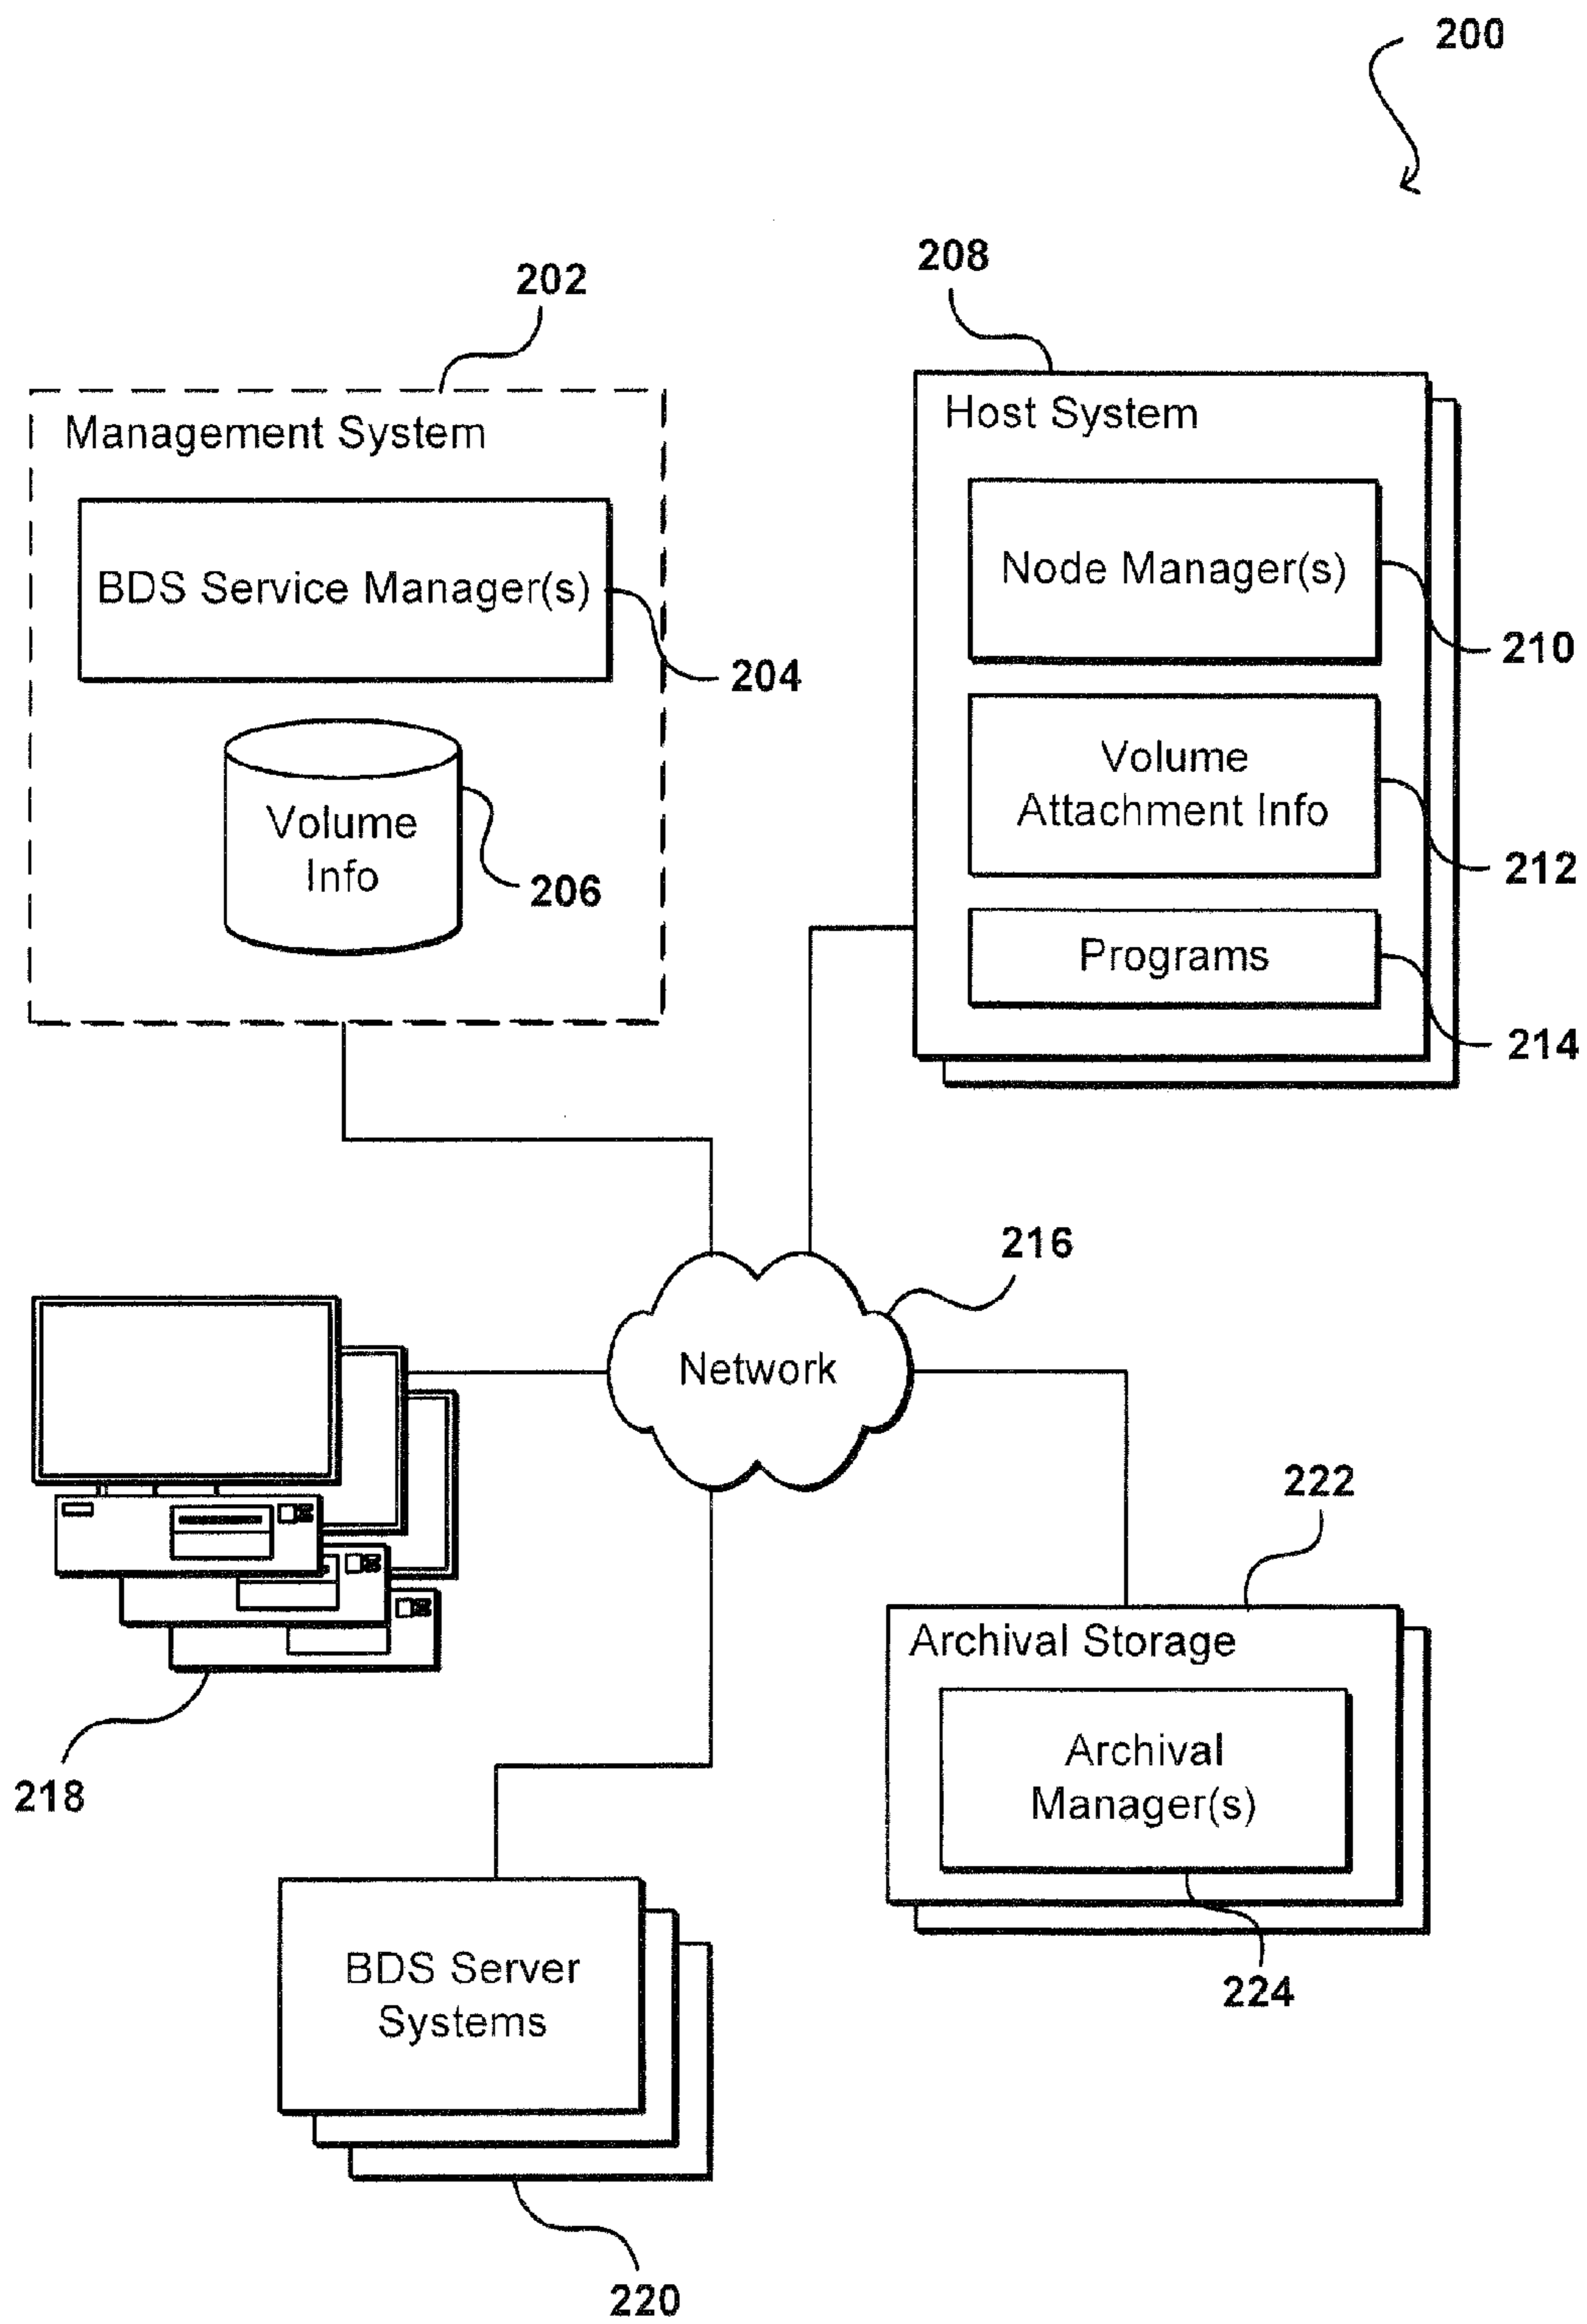 200
202
208
Management System
Host System
BDS Service Manager(s)
204
Node Manager(s)
210
Volume
Info
206
Volume
Attachment Info
212
Programs
214
216
Network
218
222
Archival Storage
Archival
Manager(s)
224
BDS Server
Systems
220